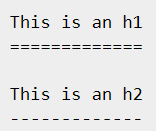 This is an h1
=============
This is an h2
-------------